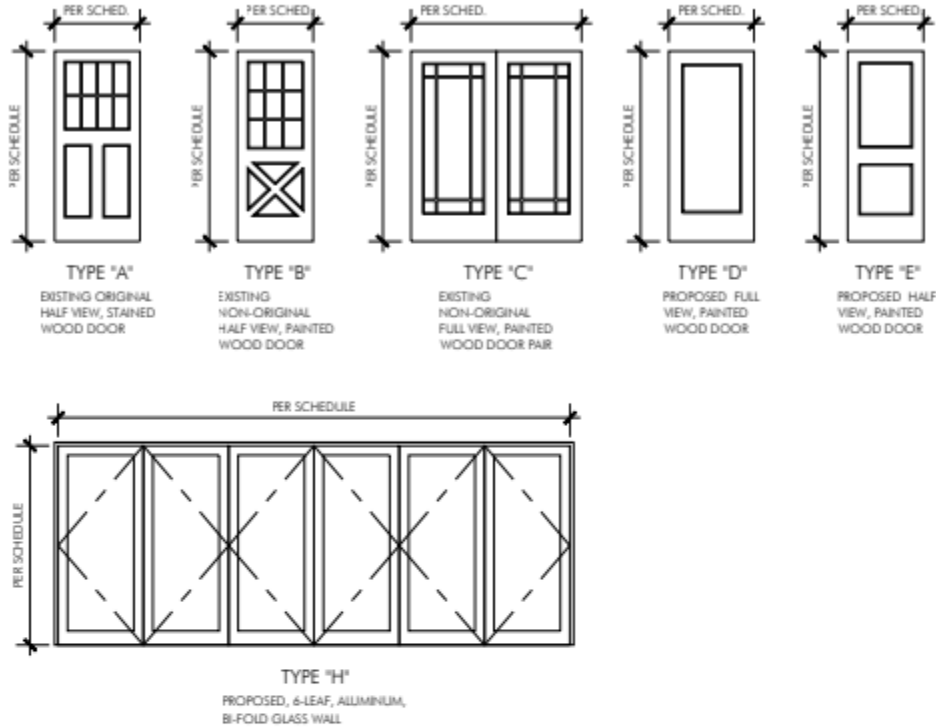 PER SCHED.
PER SCHED.
PER SCHED.
PER SCHED.
PER SCHED.
PER SCHEDULE
PER SCHEDULE
PER SCHEDULE
PER SCHEDULE
PER SCHEDULE
TYPE "A"
EXISTING ORIGINAL
HALF VIEW, STAINED
WOOD DOOR
TYPE "B"
EXISTING
NON-ORIGINAL
HALF VIEW, PAINTED
WOOD DOOR
TYPE "C"
EXISTING
NON-ORIGINAL
FULL VIEW, PAINTED
WOOD DOOR PAIR
TYPE "D"
PROPOSED FULL
VIEW, PAINTED
WOOD DOOR
TYPE "E"
PROPOSED HALF
VIEW, PAINTED
WOOD DOOR
PER SCHEDULE
PER SCHEDULE
TYPE "H"
PROPOSED, 6-LEAF, ALUMINUM,
BI-FOLD GLASS WALL